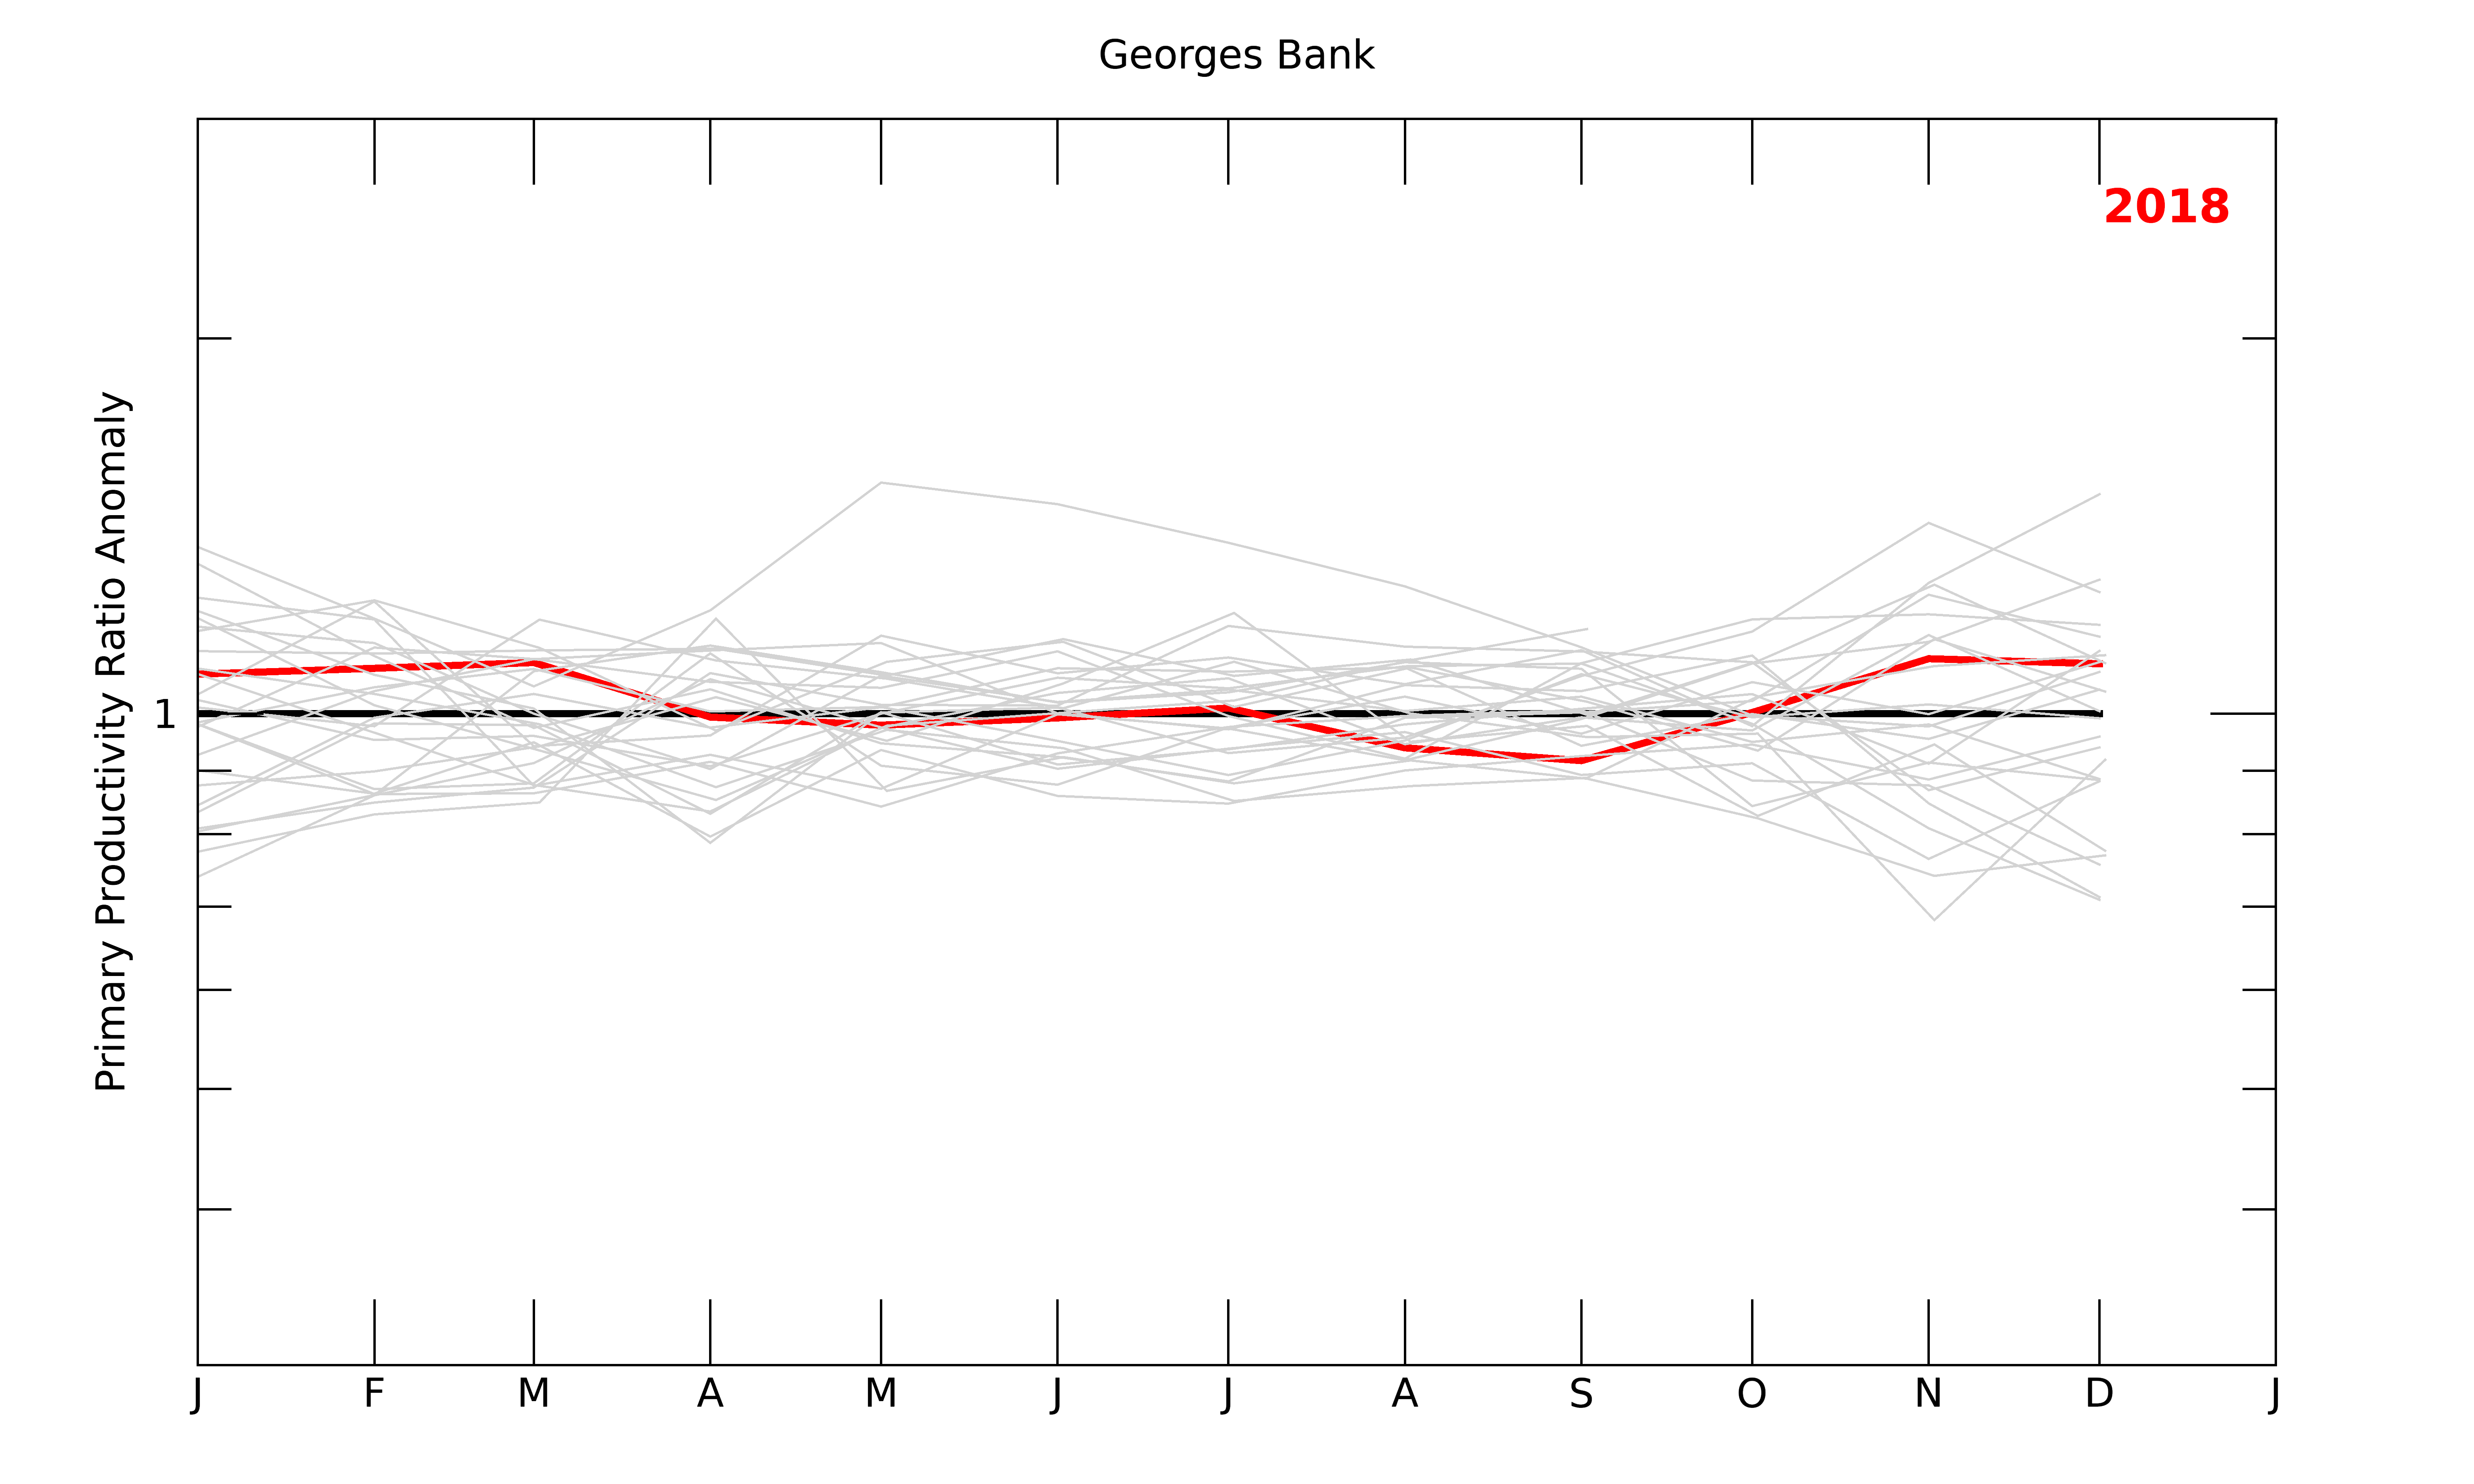 Georges Bank
2018
Primary Productivity Ratio Anomaly
1
J F M A M J J A S O N D J